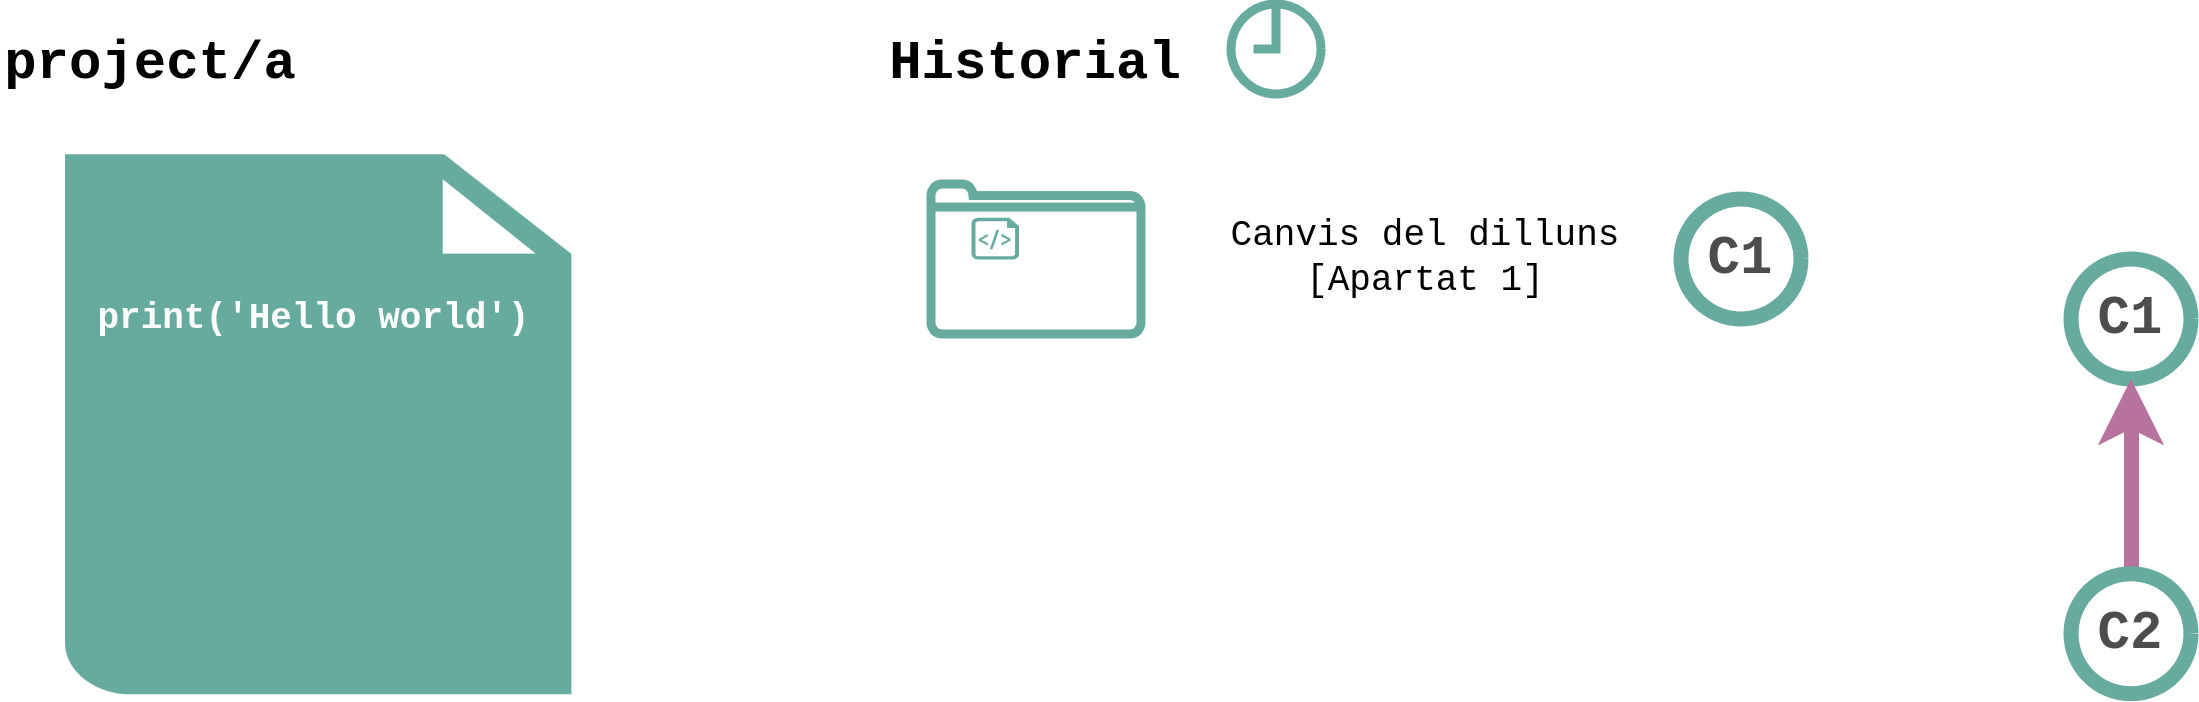 project/a
Historial
</>
Canvis del dilluns
[Apartat 1]
C1
C1
print('Hello world')
C2